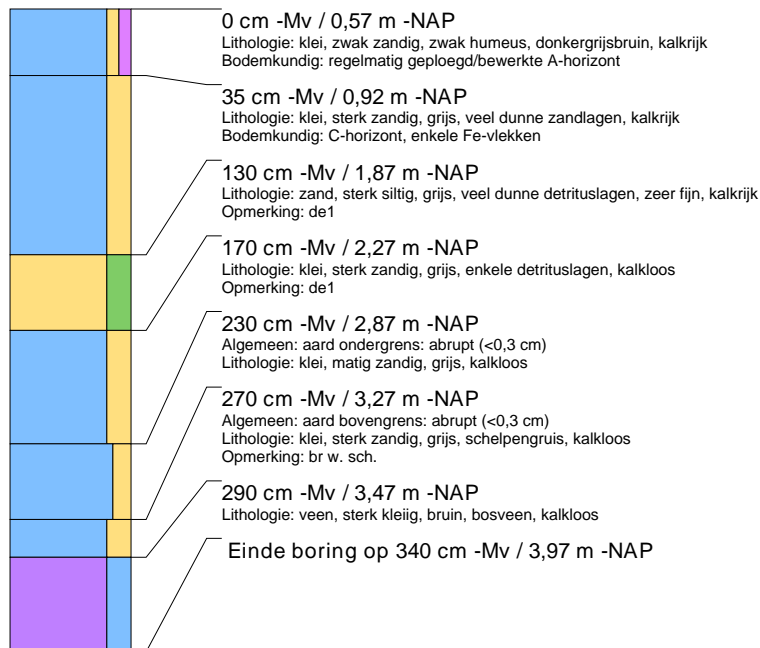 0 cm -Mv / 0,57 m -NAP
Lithologie: klei, zwak zandig, zwak humeus, donkergrijsbruin, kalkrijk
Bodemkundig: regelmatig geploegd/bewerkte A-horizont
35 cm -Mv / 0,92 m -NAP
Lithologie: klei, sterk zandig, grijs, veel dunne zandlagen, kalkrijk
Bodemkundig: C-horizont, enkele Fe-vlekken
130 cm -Mv / 1,87 m -NAP
Lithologie: zand, sterk siltig, grijs, veel dunne detrituslagen, zeer fijn, kalkrijk
Opmerking: de1
170 cm -Mv / 2,27 m -NAP
Lithologie: klei, sterk zandig, grijs, enkele detrituslagen, kalkloos
Opmerking: de1
230 cm -Mv / 2,87 m -NAP
Algemeen: aard ondergrens: abrupt (<0,3 cm)
Lithologie: klei, matig zandig, grijs, kalkloos
270 cm -Mv / 3,27 m -NAP
Algemeen: aard bovengrens: abrupt (<0,3 cm)
Lithologie: klei, sterk zandig, grijs, schelpengruis, kalkloos
Opmerking: br w. sch.
290 cm -Mv / 3,47 m -NAP
Lithologie: veen, sterk kleiig, bruin, bosveen, kalkloos
Einde boring op 340 cm -Mv / 3,97 m -NAP